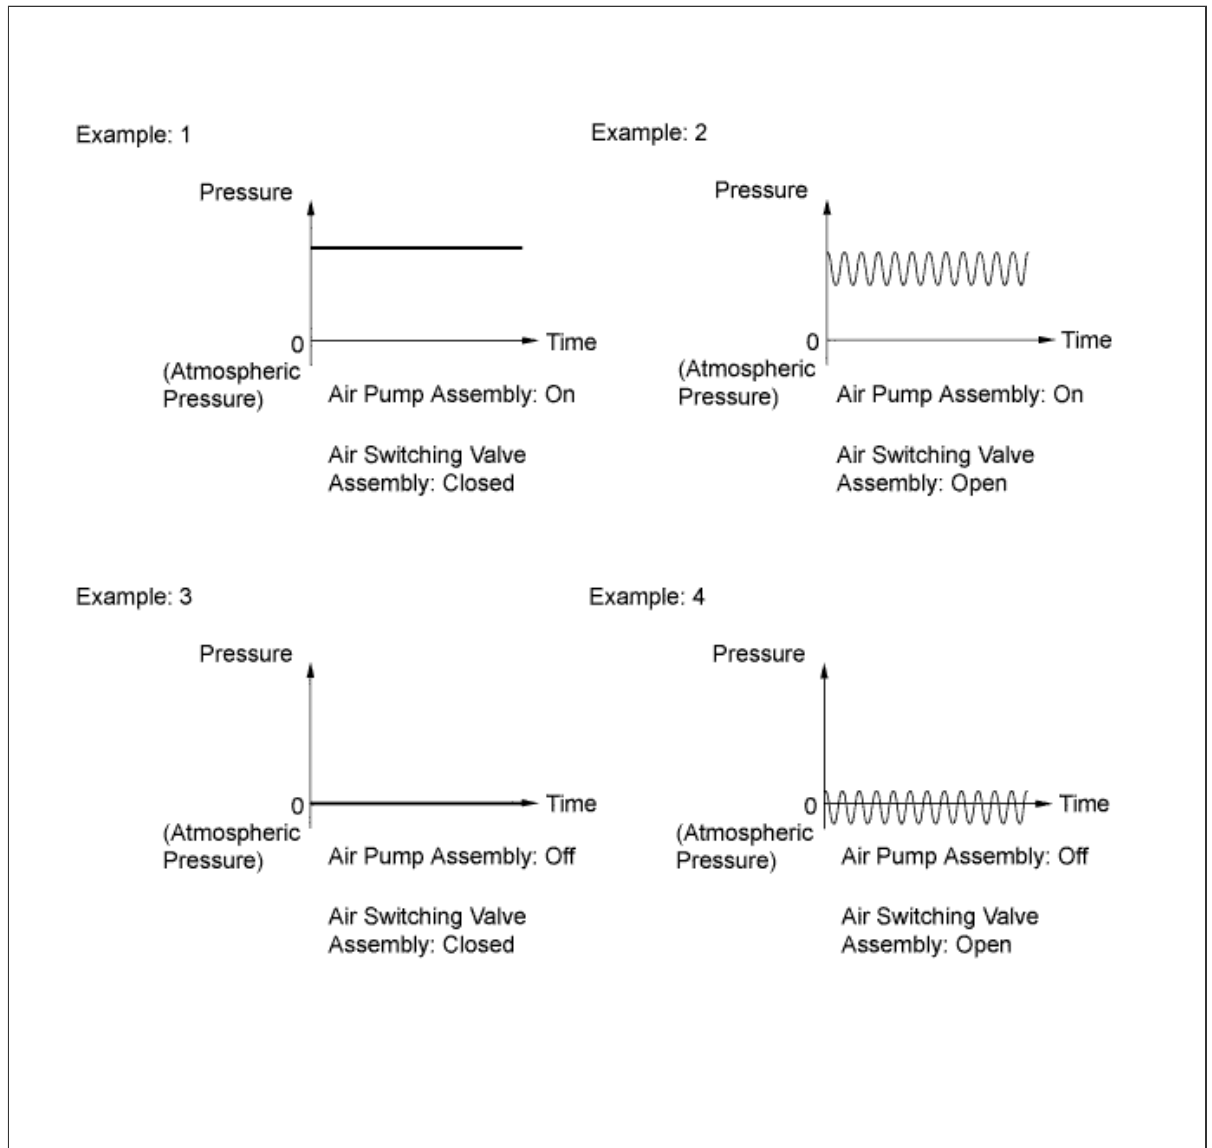 Example: 1
Pressure
0
Time
(Atmospheric
Pressure)
Air Pump Assembly: On
Air Switching Valve
Assembly: Closed
Example: 2
Pressure
0
Time
(Atmospheric
Pressure)
Air Pump Assembly: On
Air Switching Valve
Assembly: Open
Example: 3
Pressure
0
Time
(Atmospheric
Pressure)
Air Pump Assembly: Off
Air Switching Valve
Assembly: Closed
Example: 4
Pressure
0
Time
(Atmospheric
Pressure)
Air Pump Assembly: Off
Air Switching Valve
Assembly: Open